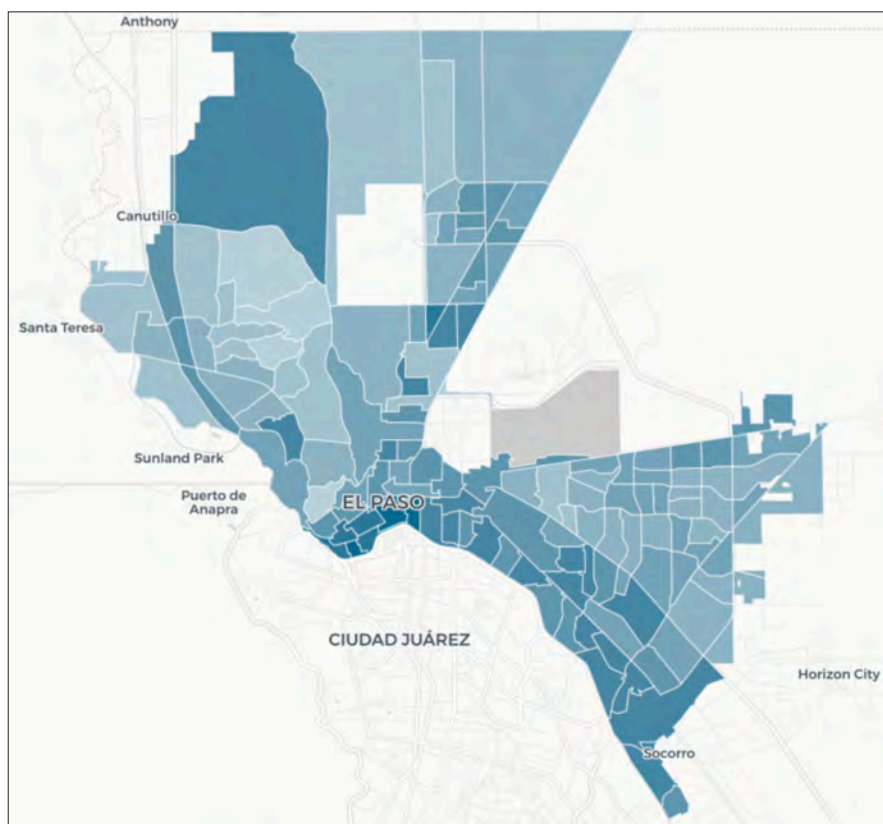 Anthony
Canutillo
Santa Teresa
Sunland Park
Puerto de
Anapra
EL PASO
CIUDAD JUÁREZ
Horizon City
Socorro